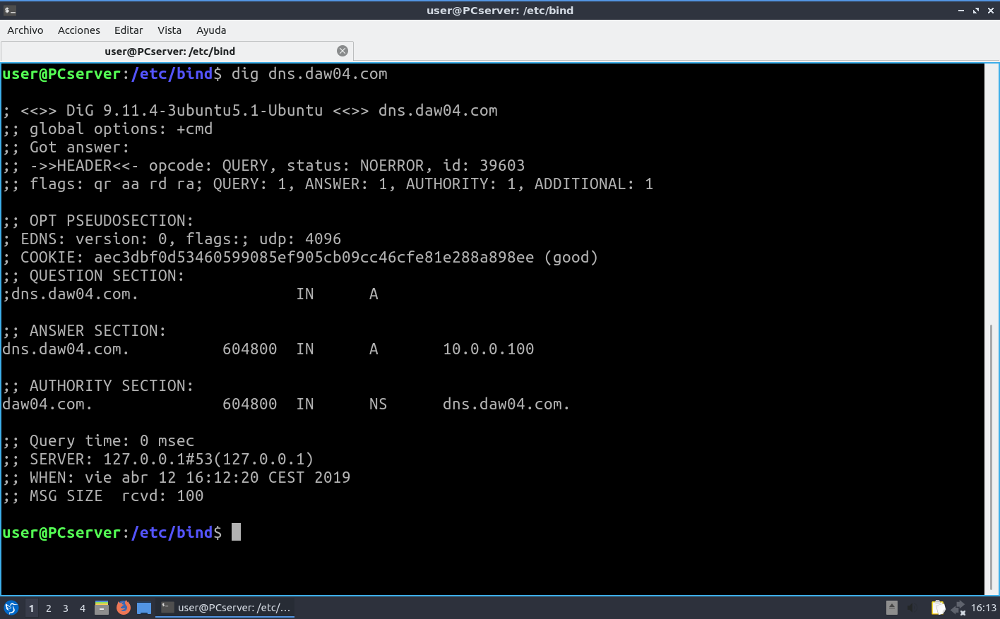 user@PCserver: /etc/bind
Archivo Acciones Editar Vista Ayuda
user@PCserver: /etc/bind
user@PCserver:/etc/bind$ dig dns.daw04.com
; <<>> DiG 9.11.4-3ubuntu5.1-Ubuntu <<>> dns.daw04.com
;; global options: +cmd
;; Got answer:
;; ->>HEADER<<- opcode: QUERY, status: NOERROR, id: 39603
;; flags: qr aa rd ra; QUERY: 1, ANSWER: 1, AUTHORITY: 1, ADDITIONAL: 1
;; OPT PSEUDOSECTION:
; EDNS: version: 0, flags:; udp: 4096
; COOKIE: aec3dbf0d53460599085ef905cb09cc46cfe81e288a898ee (good)
;; QUESTION SECTION:
;dns.daw04.com. IN A
;; ANSWER SECTION:
dns.daw04.com. 604800 IN A 10.0.0.100
;; AUTHORITY SECTION:
daw04.com. 604800 IN NS dns.daw04.com.
;; Query time: 0 msec
;; SERVER: 127.0.0.1#53(127.0.0.1)
;; WHEN: vie abr 12 16:12:20 CEST 2019
;; MSG SIZE rcvd: 100
user@PCserver:/etc/bind$
1 2 3 4 user@PCserver: /etc/... 16:13